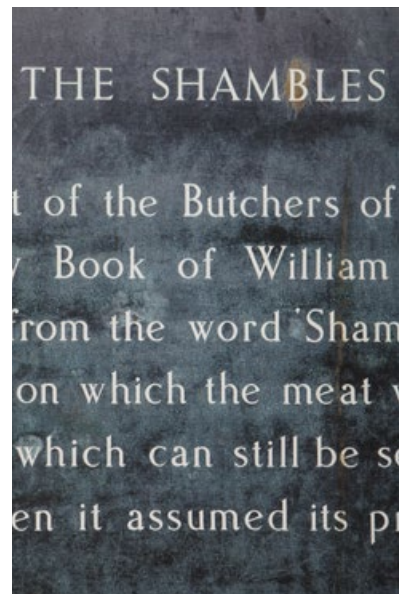 THE SHAMBLES
t of the Butchers of
y Book of William
from the word 'Sham
on which the meat
which can still be s
en it assumed its p